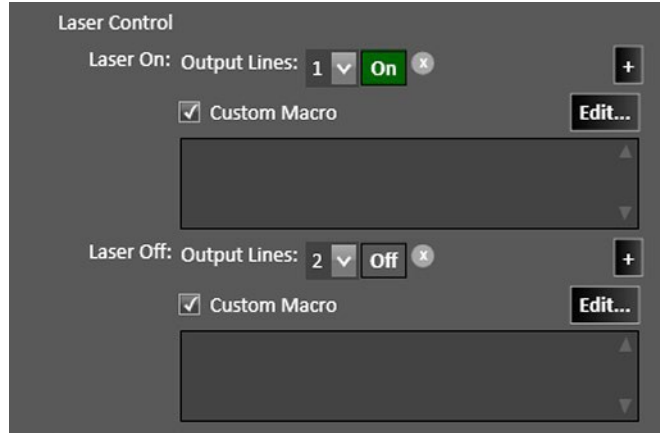 Laser Control
Laser On: Output Lines: 1 On x +
Custom Macro Edit...
Laser Off: Output Lines: 2 Off x +
Custom Macro Edit...